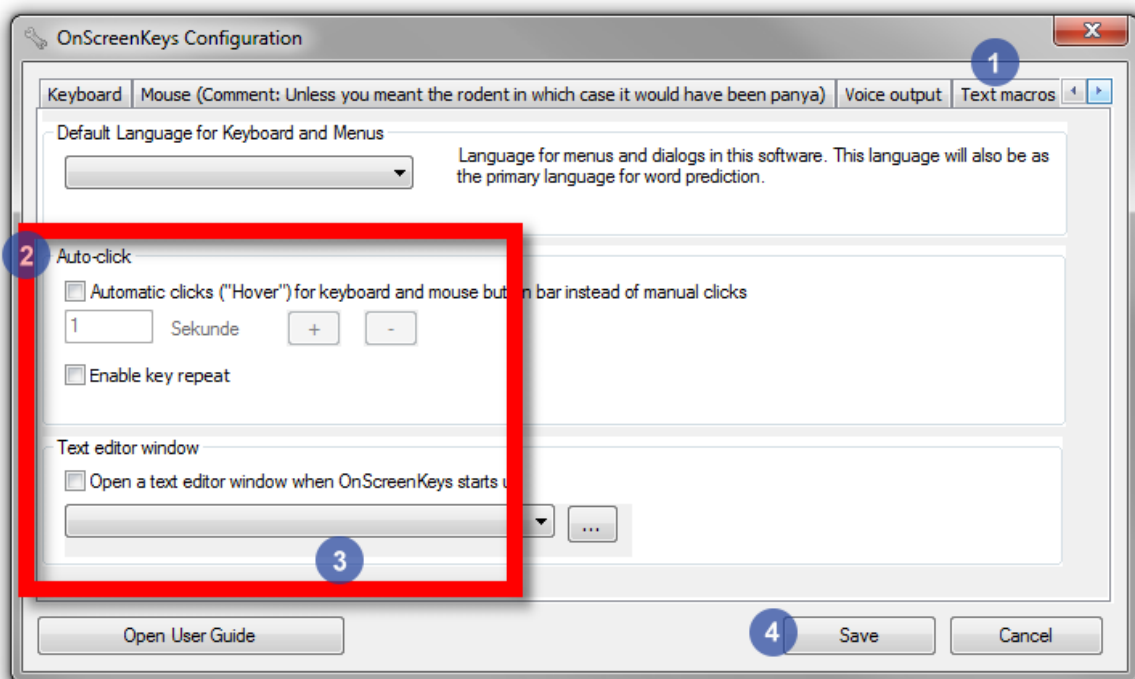 OnScreenKeys Configuration
1
Keyboard Mouse (Comment: Unless you meant the rodent in which case it would have been panya) Voice output Text macros
Default Language for Keyboard and Menus
Language for menus and dialogs in this software. This language will also be as
the primary language for word prediction.
2
Auto-click
Automatic clicks ("Hover") for keyboard and mouse button bar instead of manual clicks
1 Sekunde + -
Enable key repeat
Text editor window
Open a text editor window when OnScreenKeys starts
...
3
Open User Guide 4 Save Cancel